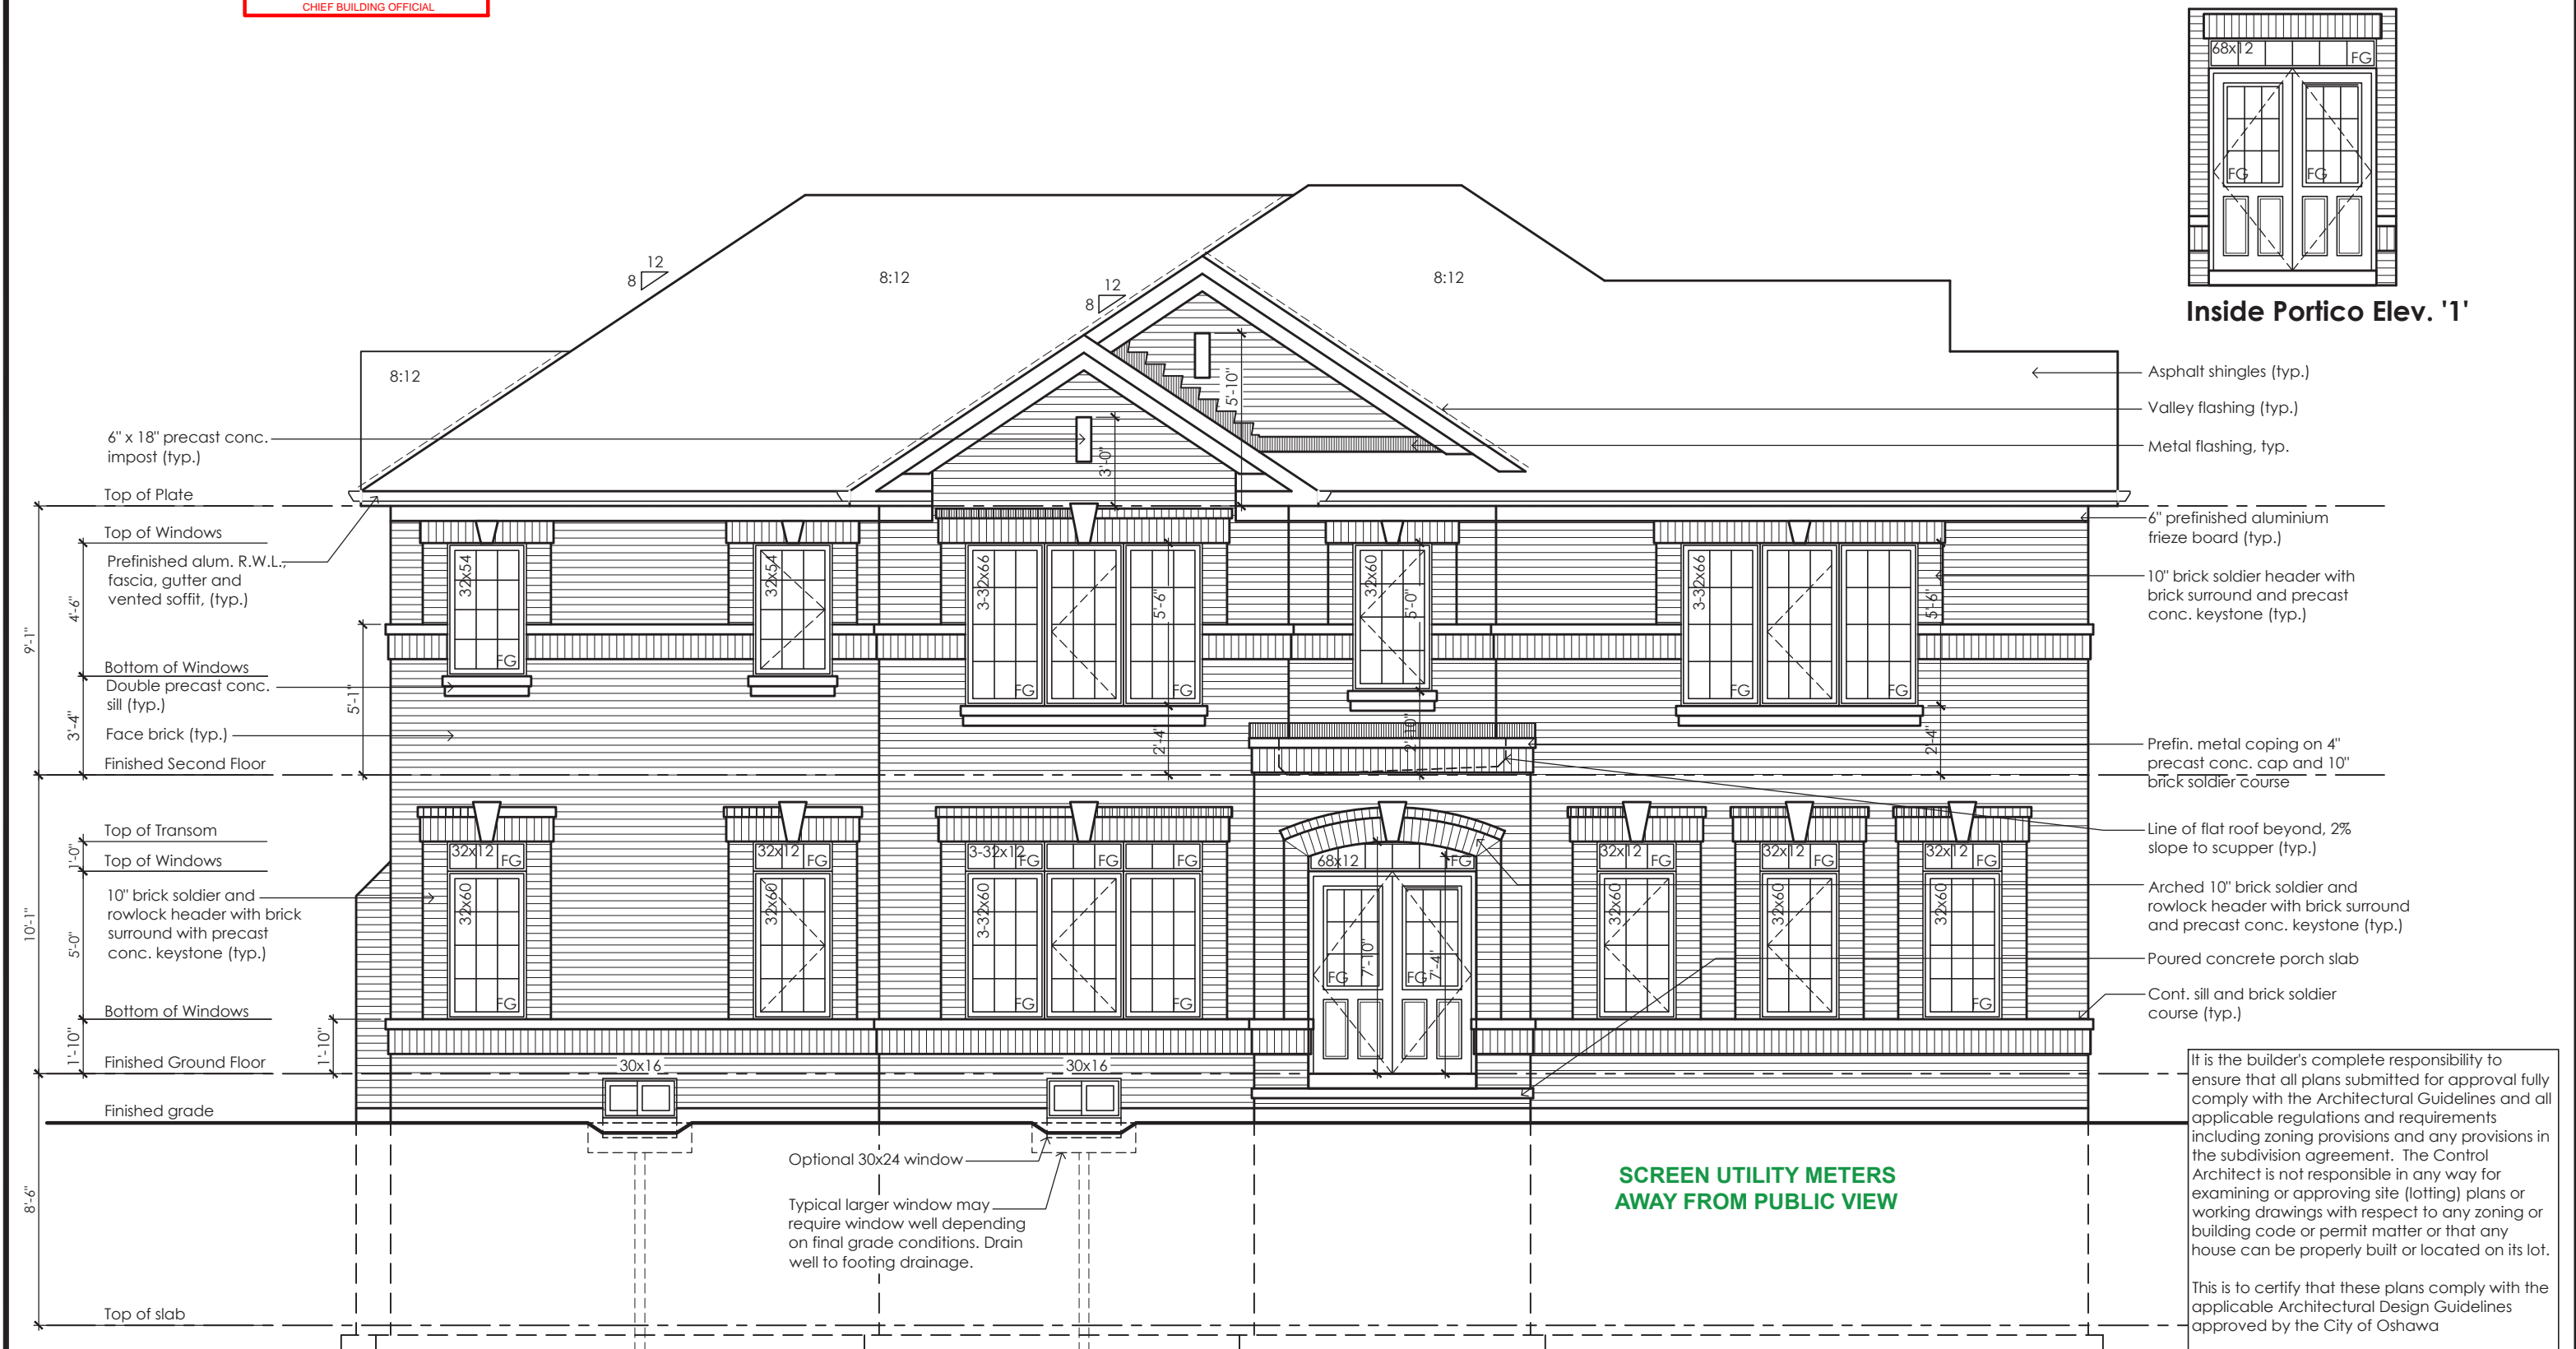 CHIEF BUILDING OFFICIAL
68x12
FG
FG
FG
Inside Portico Elev. '1'
12
8
8:12
12
8
8:12
8:12
5'-10"
3'-0"
6" x 18" precast conc.
impost (typ.)
Top of Plate
Top of Windows
Prefinished alum. R.W.L.,
fascia, gutter and
vented soffit, (typ.)
Bottom of Windows
Double precast conc.
sill (typ.)
Face brick (typ.)
Finished Second Floor
Top of Transom
Top of Windows
10" brick soldier and
rowlock header with brick
surround with precast
conc. keystone (typ.)
Bottom of Windows
Finished Ground Floor
Finished grade
Top of slab
9'-1"
4'-6"
3'-4"
5'-1"
10'-1"
1'-0"
5'-0"
1'-10"
1'-10"
8'-6"
32x54
FG
32x54
3-32x66
FG
FG
5'-6"
2'-4"
32x60
5'-0"
2'-10"
3-32x66
FG
FG
5'-6"
2'-4"
32x12
FG
32x60
FG
32x12
FG
32x60
3-32x12
FG
FG
FG
3-32x60
FG
FG
68x12
FG
FG
FG
7'-10"
7'-4"
32x12
FG
32x60
32x12
FG
32x60
32x12
FG
32x60
FG
30x16
30x16
Optional 30x24 window
Typical larger window may
require window well depending
on final grade conditions. Drain
well to footing drainage.
SCREEN UTILITY METERS
AWAY FROM PUBLIC VIEW
Asphalt shingles (typ.)
Valley flashing (typ.)
Metal flashing, typ.
6" prefinished aluminium
frieze board (typ.)
10" brick soldier header with
brick surround and precast
conc. keystone (typ.)
Prefin. metal coping on 4"
precast conc. cap and 10"
brick soldier course
Line of flat roof beyond, 2%
slope to scupper (typ.)
Arched 10" brick soldier and
rowlock header with brick surround
and precast conc. keystone (typ.)
Poured concrete porch slab
Cont. sill and brick soldier
course (typ.)
It is the builder's complete responsibility to
ensure that all plans submitted for approval fully
comply with the Architectural Guidelines and all
applicable regulations and requirements
including zoning provisions and any provisions in
the subdivision agreement. The Control
Architect is not responsible in any way for
examining or approving site (lotting) plans or
working drawings with respect to any zoning or
building code or permit matter or that any
house can be properly built or located on its lot.
This is to certify that these plans comply with the
applicable Architectural Design Guidelines
approved by the City of Oshawa